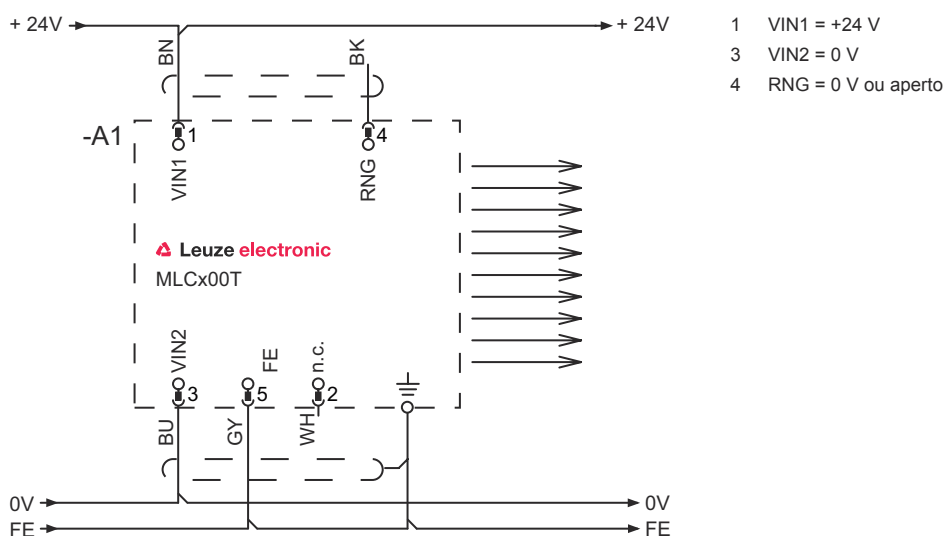 + 24V
+ 24V
1 VIN1 = +24 V
3 VIN2 = 0 V
4 RNG = 0 V ou aperto
BN
BK
-A1
1
4
VIN1
RNG
Leuze electronic
MLCx00T
VIN2
FE
n.c.
3
5
2
BU
GY
WH
0V
0V
FE
FE